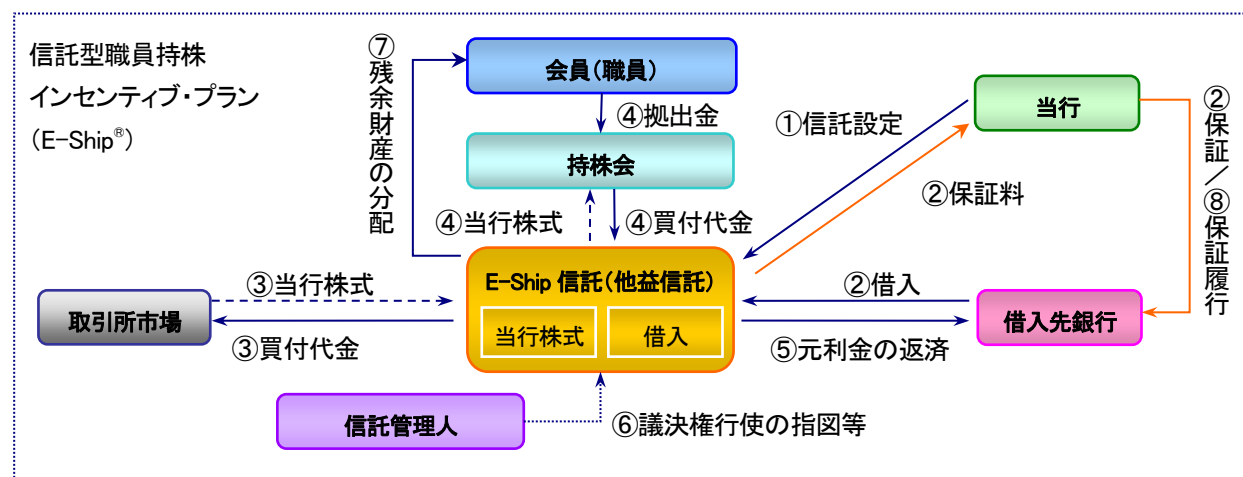 信託型職員持株
インセンティブ・プラン
(E-Ship®)
⑦残余財産の分配
会員(職員)
④拠出金
持株会
④当行株式
④買付代金
①信託設定
②保証料
当行
②保証/⑧保証履行
E-Ship 信託(他益信託)
当行株式
借入
③当行株式
取引所市場
③買付代金
②借入
借入先銀行
⑤元利金の返済
信託管理人
⑥議決権行使の指図等